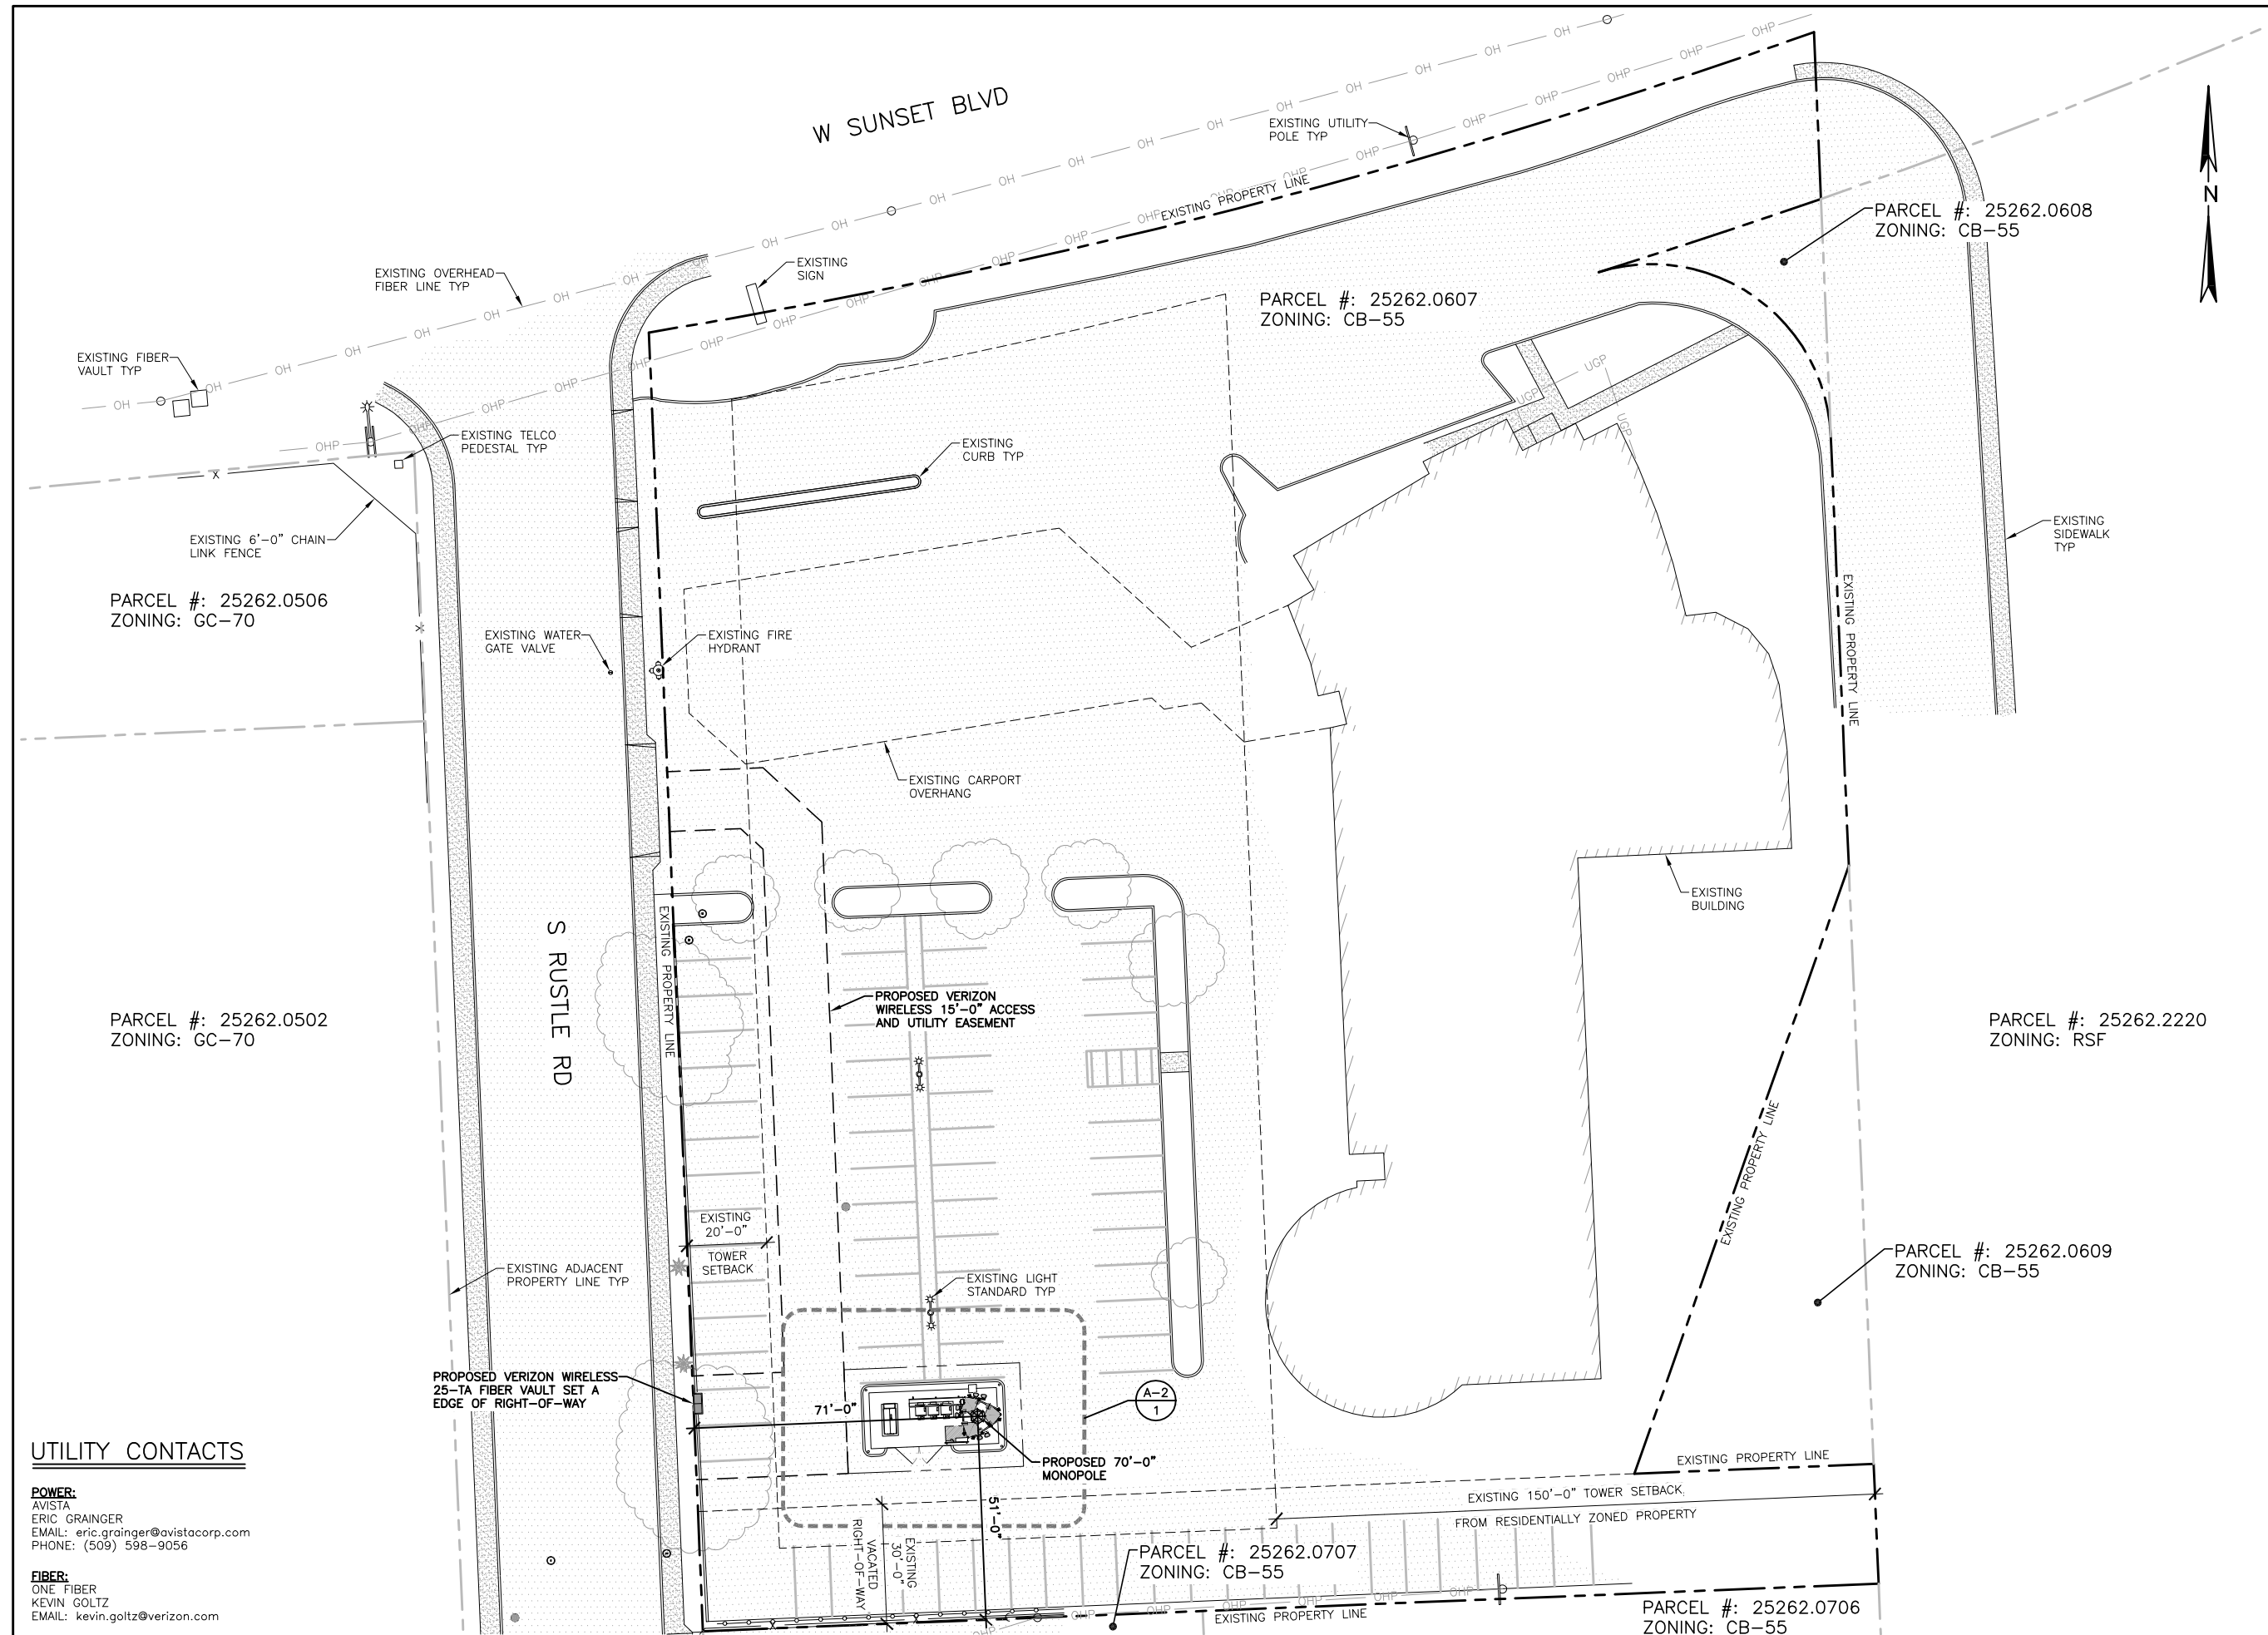 W SUNSET BLVD
OH
OHP
EXISTING UTILITY
POLE TYP
EXISTING PROPERTY LINE
N
PARCEL #: 25262.0608
ZONING: CB-55
EXISTING
SIGN
EXISTING OVERHEAD
FIBER LINE TYP
PARCEL #: 25262.0607
ZONING: CB-55
EXISTING FIBER
VAULT TYP
UGP
UGP
UGP
EXISTING TELCO
PEDESTAL TYP
EXISTING
CURB TYP
X
EXISTING 6'-0" CHAIN
LINK FENCE
EXISTING
SIDEWALK
TYP
PARCEL #: 25262.0506
ZONING: GC-70
X
EXISTING WATER
GATE VALVE
EXISTING FIRE
HYDRANT
EXISTING PROPERTY LINE
EXISTING CARPORT
OVERHANG
EXISTING
BUILDING
S RUSTLE RD
EXISTING PROPERTY LINE
PROPOSED VERIZON
WIRELESS 15'-0" ACCESS
AND UTILITY EASEMENT
PARCEL #: 25262.0502
ZONING: GC-70
PARCEL #: 25262.2220
ZONING: RSF
EXISTING PROPERTY LINE
EXISTING
20'-0"
TOWER
SETBACK
EXISTING ADJACENT
PROPERTY LINE TYP
EXISTING LIGHT
STANDARD TYP
PARCEL #: 25262.0609
ZONING: CB-55
PROPOSED VERIZON WIRELESS
25-TA FIBER VAULT SET A
EDGE OF RIGHT-OF-WAY
71'-0"
A-2
1
PROPOSED 70'-0"
MONOPOLE
EXISTING PROPERTY LINE
51'-0"
EXISTING 150'-0" TOWER SETBACK
FROM RESIDENTIALLY ZONED PROPERTY
EXISTING
30'-0"
VACATED
RIGHT-OF-WAY
PARCEL #: 25262.0707
ZONING: CB-55
EXISTING PROPERTY LINE
PARCEL #: 25262.0706
ZONING: CB-55
UTILITY CONTACTS
POWER:
AVISTA
ERIC GRAINGER
EMAIL: eric.grainger@avistacorp.com
PHONE: (509) 598-9056
FIBER:
ONE FIBER
KEVIN GOLTZ
EMAIL: kevin.goltz@verizon.com